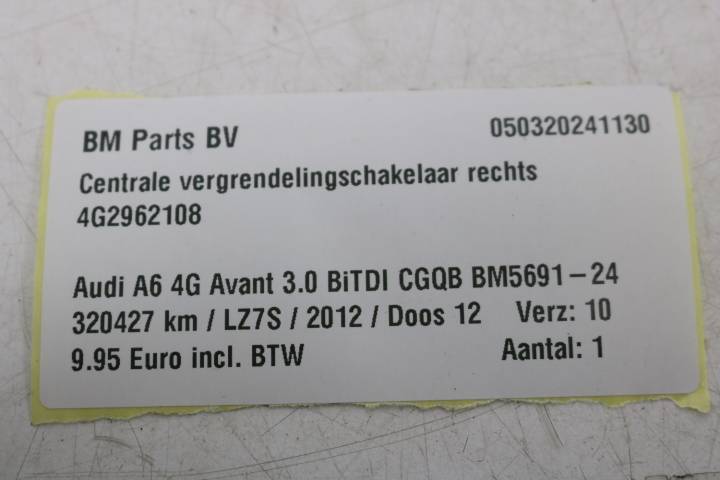 BM Parts BV 050320241130
Centrale vergrendelingschakelaar rechts
4G2962108
Audi A6 4G Avant 3.0 BiTDI CGQB BM5691-24
320427 km / LZ7S / 2012 / Doos 12 Verz: 10
9.95 Euro incl. BTW Aantal: 1